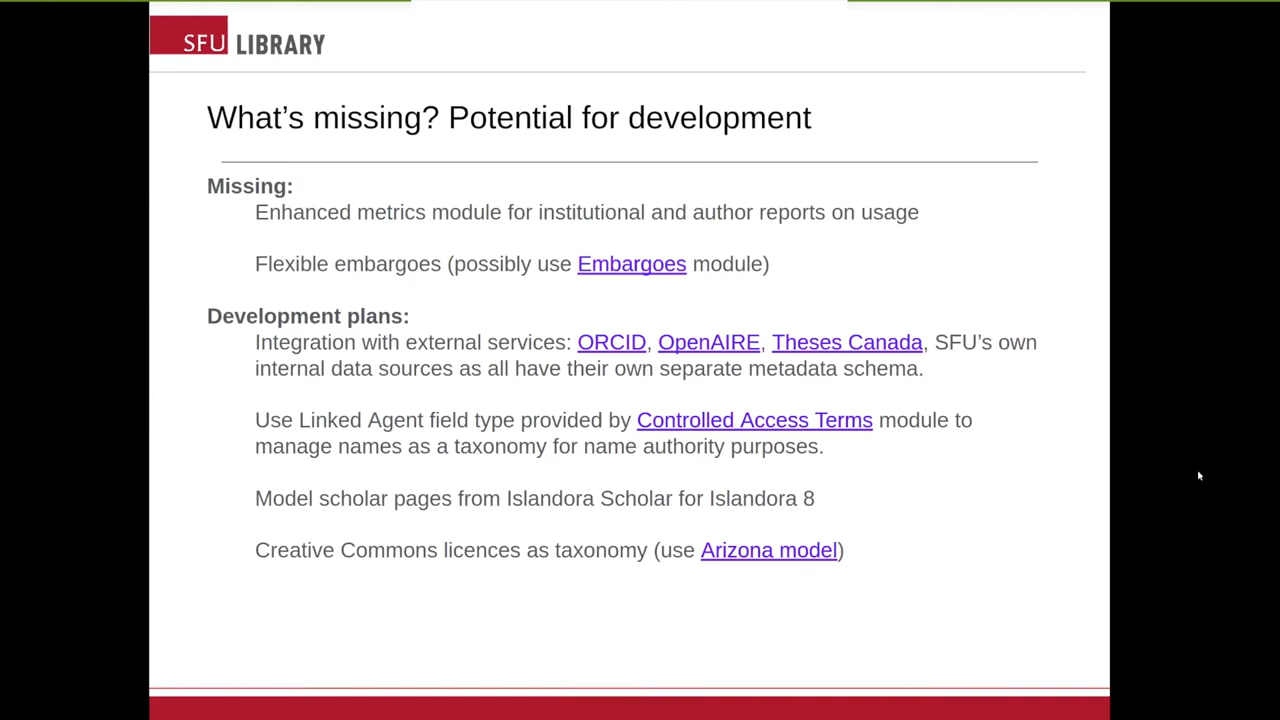 SFU LIBRARY
What’s missing? Potential for development
Missing:
Enhanced metrics module for institutional and author reports on usage
Flexible embargoes (possibly use Embargoes module)
Development plans:
Integration with external services: ORCID, OpenAIRE, Theses Canada, SFU’s own
internal data sources as all have their own separate metadata schema.
Use Linked Agent field type provided by Controlled Access Terms module to
manage names as a taxonomy for name authority purposes.
Model scholar pages from Islandora Scholar for Islandora 8
Creative Commons licences as taxonomy (use Arizona model)